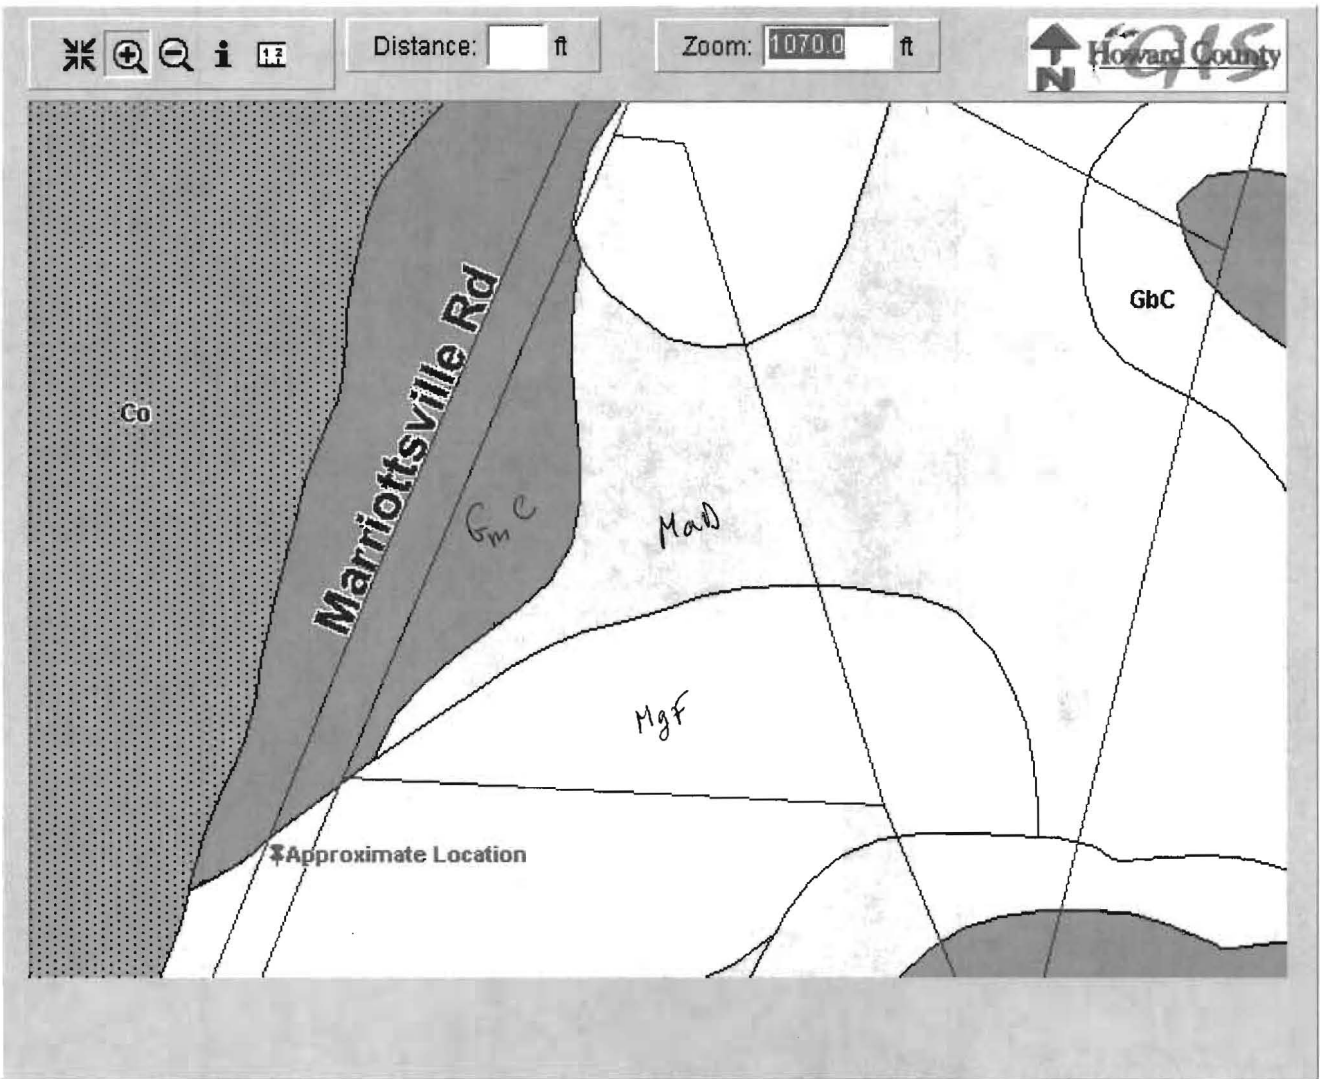 Distance: ft
Zoom: 1070.0 ft
N
Howard County
GIS
GbC
Co
Marriottsville Rd
GmC
MaD
MgF
Approximate Location